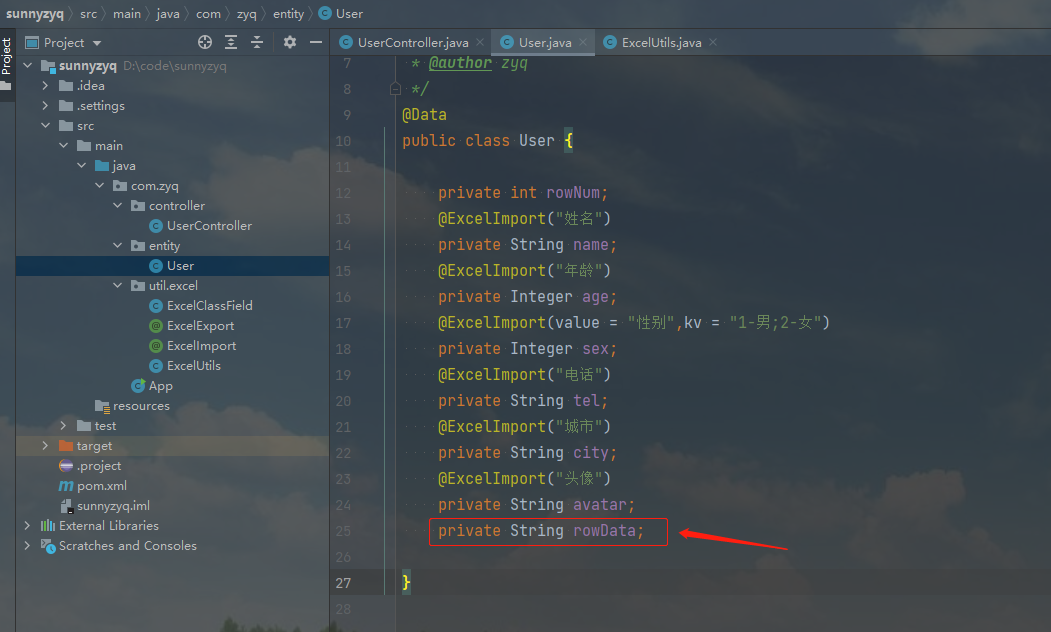 sunnyzyq src main java com zyq entity User
Project
Project
UserController.java User.java ExcelUtils.java
sunnyzyq D:\code\sunnyzyq
.idea
.settings
src
main
java
com.zyq
controller
UserController
entity
User
util.excel
ExcelClassField
ExcelExport
ExcelImport
ExcelUtils
App
resources
test
target
.project
pom.xml
sunnyzyq.iml
External Libraries
Scratches and Consoles
7 * @author zyq
8 */
9 @Data
10 public class User {
11
12 private int rowNum;
13 @ExcelImport("姓名")
14 private String name;
15 @ExcelImport("年龄")
16 private Integer age;
17 @ExcelImport(value = "性别",kv = "1-男;2-女")
18 private Integer sex;
19 @ExcelImport("电话")
20 private String tel;
21 @ExcelImport("城市")
22 private String city;
23 @ExcelImport("头像")
24 private String avatar;
25 private String rowData;
26
27 }
28